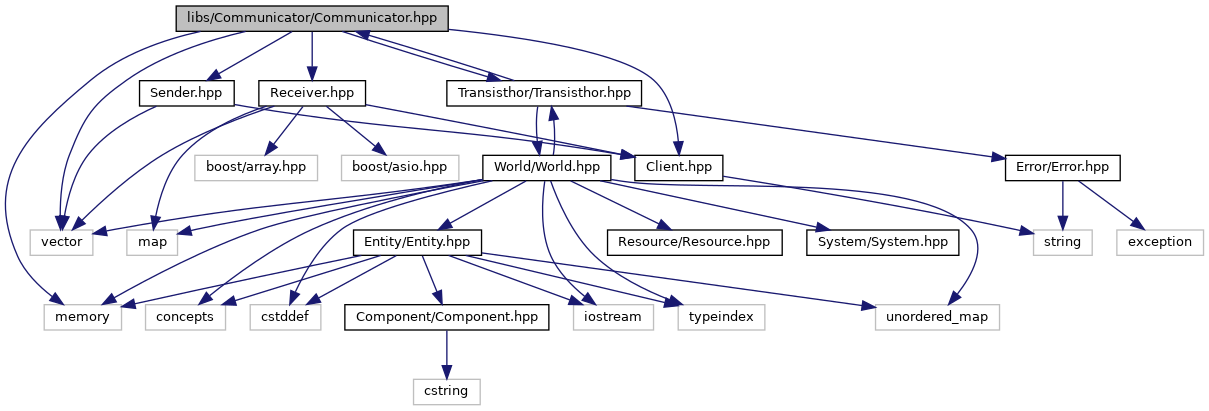 libs/Communicator/Communicator.hpp
Sender.hpp
Receiver.hpp
Transisthor/Transisthor.hpp
boost/array.hpp
boost/asio.hpp
World/World.hpp
Client.hpp
Error/Error.hpp
vector
map
Entity/Entity.hpp
Resource/Resource.hpp
System/System.hpp
string
exception
memory
concepts
cstddef
Component/Component.hpp
iostream
typeindex
unordered_map
cstring